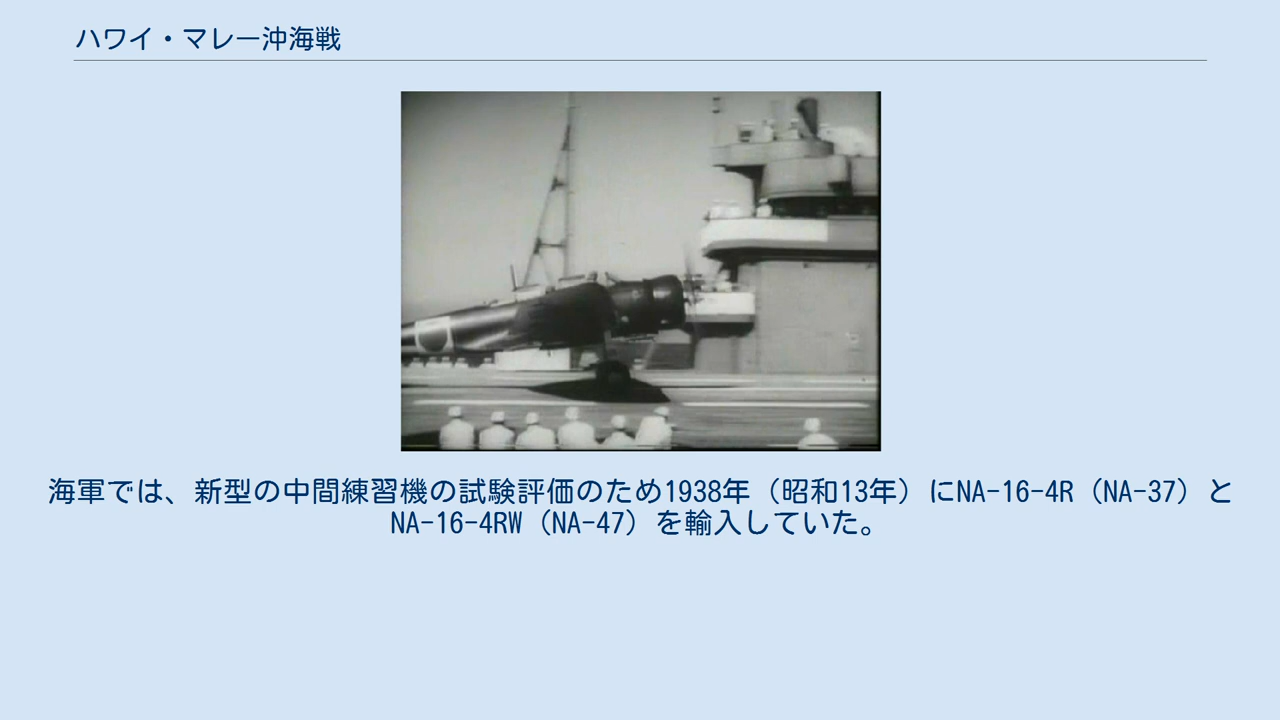 ハワイ・マレー沖海戦
海軍では、新型の中間練習機の試験評価のため1938年（昭和13年）にNA-16-4R（NA-37）と
NA-16-4RW（NA-47）を輸入していた。